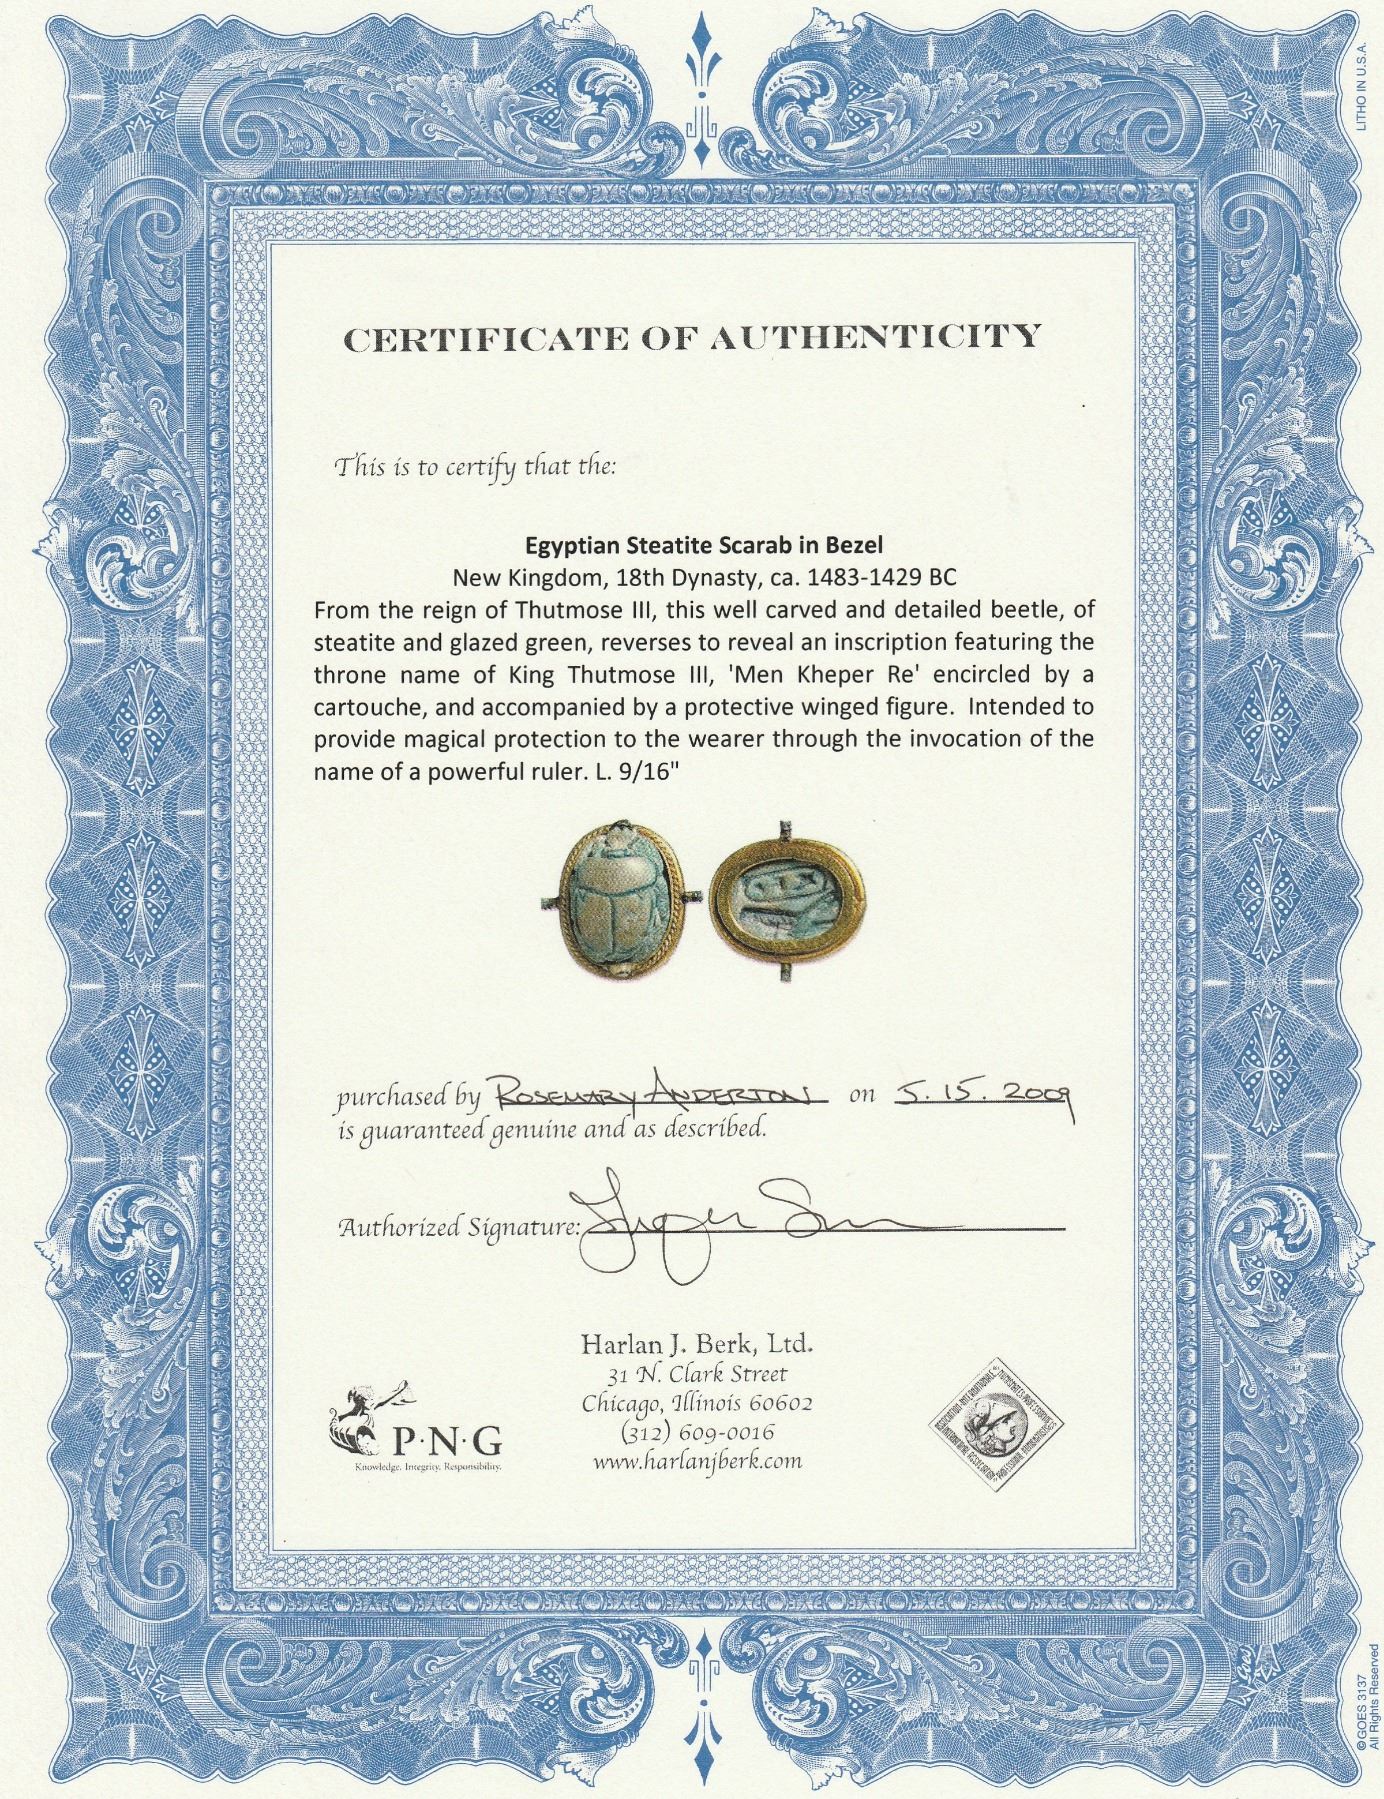 LITHO IN U.S.A.
CERTIFICATE OF AUTHENTICITY
This is to certify that the:
Egyptian Steatite Scarab in Bezel
New Kingdom, 18th Dynasty, ca. 1483-1429 BC
From the reign of Thutmose III, this well carved and detailed beetle, of
steatite and glazed green, reverses to reveal an inscription featuring the
throne name of King Thutmose III, 'Men Kheper Re' encircled by a
cartouche, and accompanied by a protective winged figure. Intended to
provide magical protection to the wearer through the invocation of the
name of a powerful ruler. L. 9/16"
purchased by ROSEMARY ANDERTON on 5.15.2009
is guaranteed genuine and as described.
Authorized Signature:
Harlan J. Berk, Ltd.
31 N. Clark Street
Chicago, Illinois 60602
(312) 609-0016
www.harlanjberk.com
P·N·G
Knowledge. Integrity. Responsibility.
©GOES 3137
All Rights Reserved